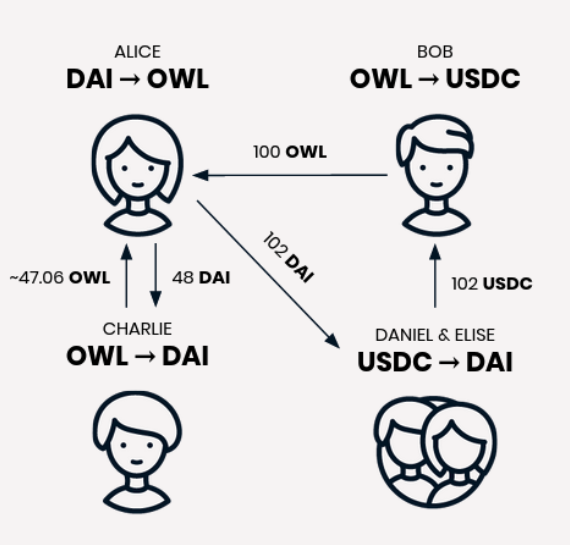 ALICE
DAI → OWL
BOB
OWL → USDC
100 OWL
102 DAI
~47.06 OWL
48 DAI
102 USDC
CHARLIE
OWL → DAI
DANIEL & ELISE
USDC → DAI